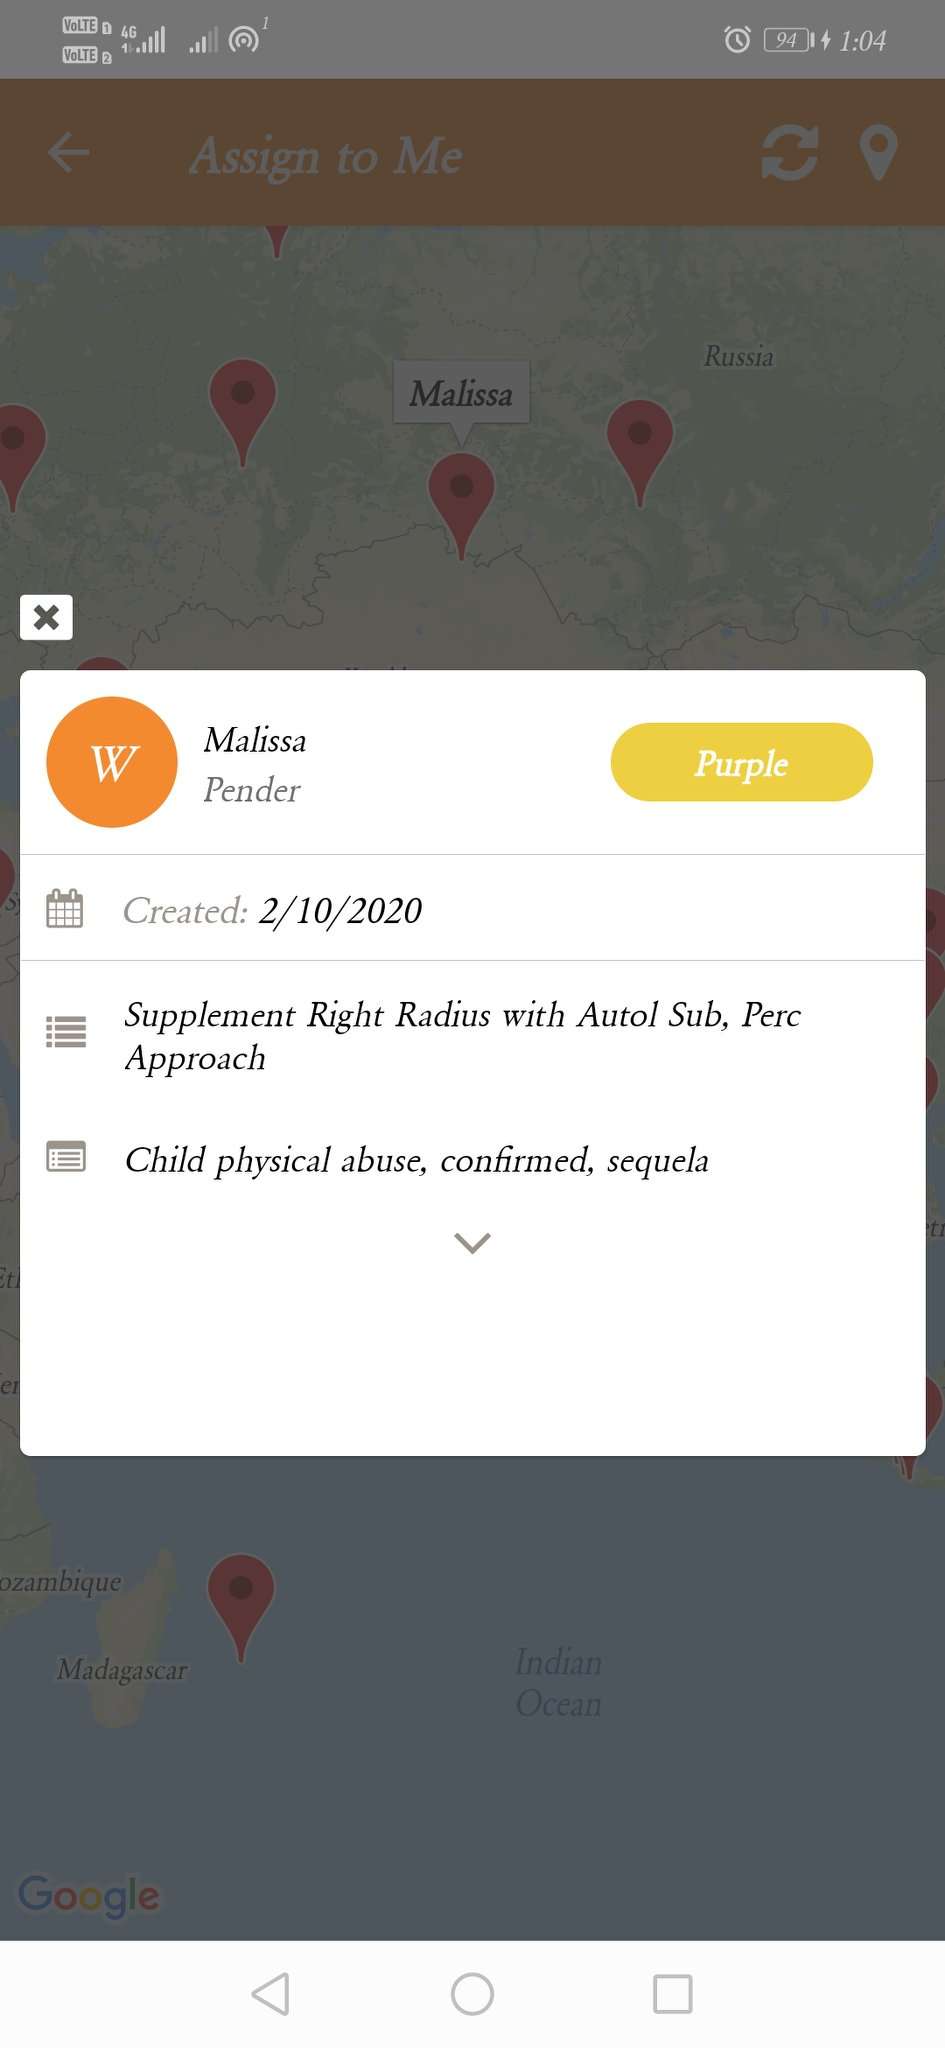 VoLTE 1
VoLTE 2
4G
1
94
1:04
Assign to Me
Russia
Malissa
W
Malissa
Pender
Purple
Created: 2/10/2020
Supplement Right Radius with Autol Sub, Perc
Approach
Child physical abuse, confirmed, sequela
ozambique
Madagascar
Indian
Ocean
Google